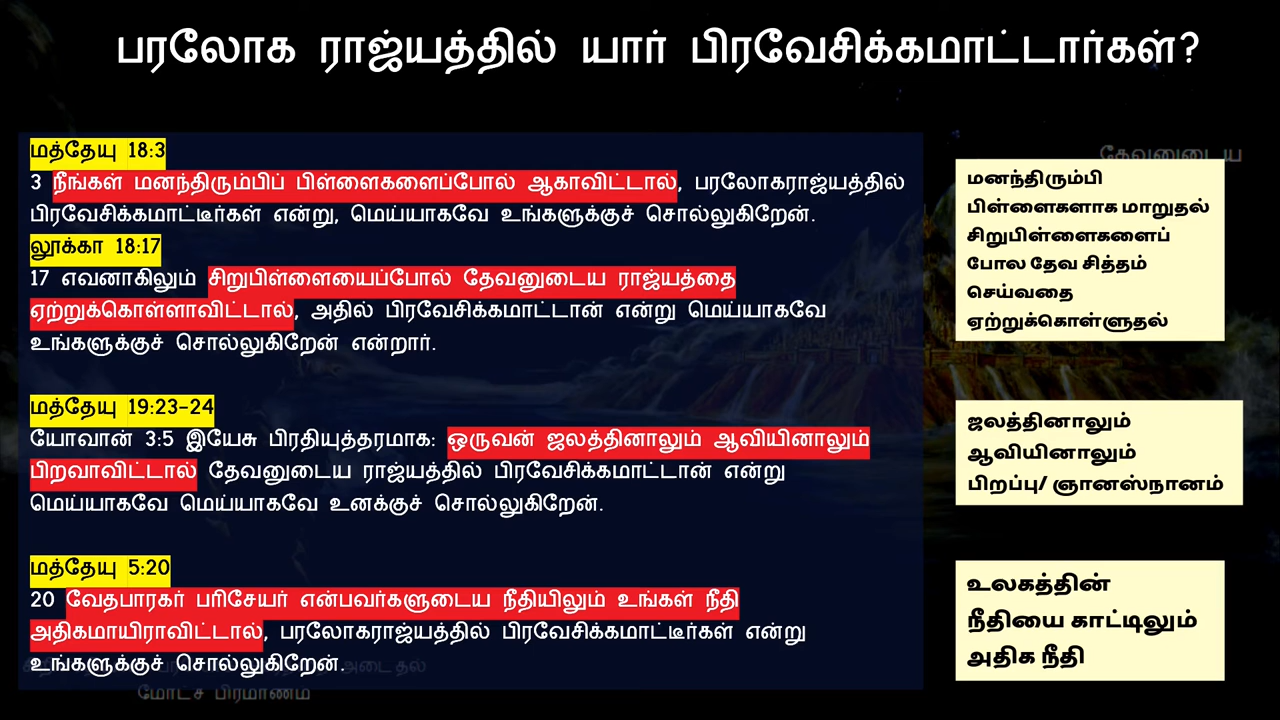 பரலோக ராஜ்யத்தில் யார் பிரவேசிக்கமாட்டார்கள்?
மத்தேயு 18:3
3 நீங்கள் மனந்திரும்பிப் பிள்ளைகளைப்போல் ஆகாவிட்டால், பரலோகராஜ்யத்தில்
பிரவேசிக்கமாட்டீர்கள் என்று, மெய்யாகவே உங்களுக்குச் சொல்லுகிறேன்.
லூக்கா 18:17
17 எவனாகிலும் சிறுபிள்ளையைப்போல் தேவனுடைய ராஜ்யத்தை
ஏற்றுக்கொள்ளாவிட்டால், அதில் பிரவேசிக்கமாட்டான் என்று மெய்யாகவே
உங்களுக்குச் சொல்லுகிறேன் என்றார்.
மத்தேயு 19:23-24
யோவான் 3:5 இயேசு பிரதியுத்தரமாக: ஒருவன் ஜலத்தினாலும் ஆவியினாலும்
பிறவாவிட்டால் தேவனுடைய ராஜ்யத்தில் பிரவேசிக்கமாட்டான் என்று
மெய்யாகவே மெய்யாகவே உனக்குச் சொல்லுகிறேன்.
மத்தேயு 5:20
20 வேதபாரகர் பரிசேயர் என்பவர்களுடைய நீதியிலும் உங்கள் நீதி
அதிகமாயிராவிட்டால், பரலோகராஜ்யத்தில் பிரவேசிக்கமாட்டீர்கள் என்று
உங்களுக்குச் சொல்லுகிறேன்.
அடைதல்
மோட்ச பிரமாணம்
தேவனுடைய
மனந்திரும்பி
பிள்ளைகளாக மாறுதல்
சிறுபிள்ளைகளைப்
போல தேவ சித்தம்
செய்வதை
ஏற்றுக்கொள்ளுதல்
ஜலத்தினாலும்
ஆவியினாலும்
பிறப்பு/ ஞானஸ்நானம்
உலகத்தின்
நீதியை காட்டிலும்
அதிக நீதி